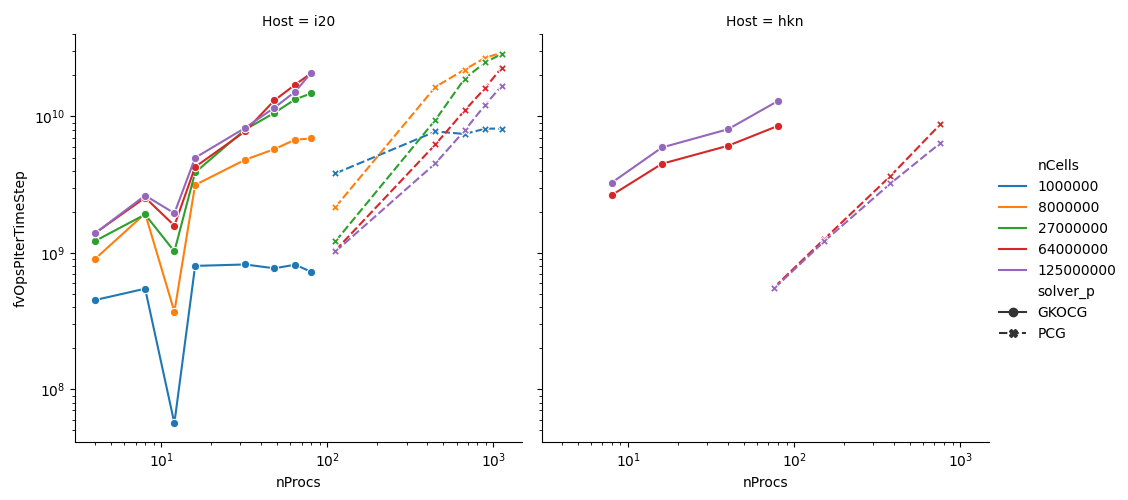 Host = i20
Host = hkn
fvOpsPIterTimeStep
10^10
10^9
10^8
10^1
10^2
10^3
nProcs
10^1
10^2
10^3
nProcs
nCells
1000000
8000000
27000000
64000000
125000000
solver_p
GKOCG
PCG